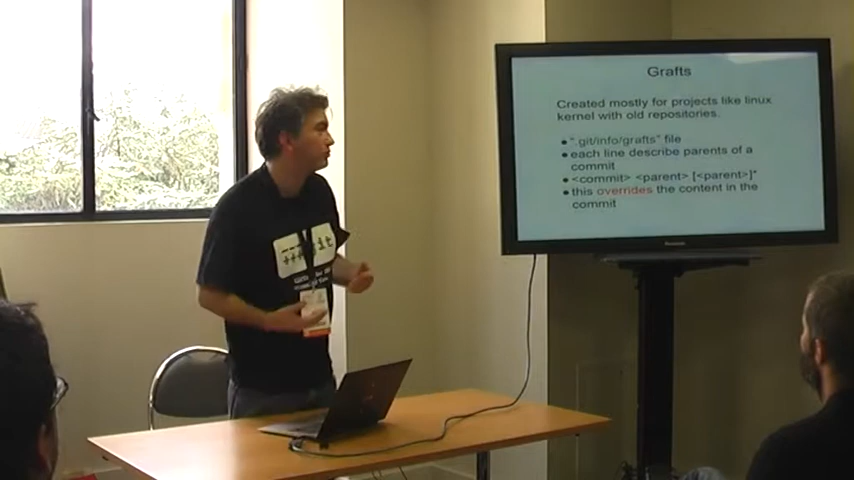 Grafts
Created mostly for projects like linux
kernel with old repositories.
• ".git/info/grafts" file
• each line describe parents of a
commit
• <commit> <parent> [<parent>]*
• this overrides the content in the
commit